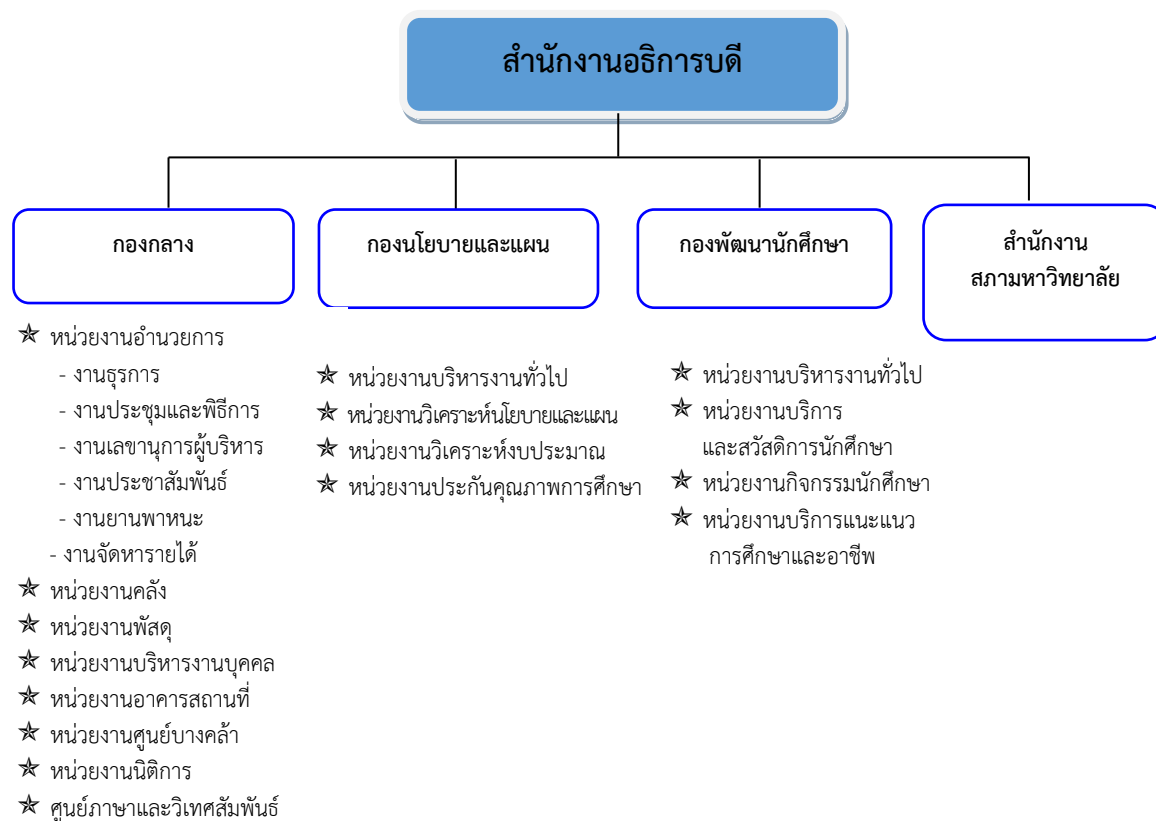 สำนักงานอธิการบดี
กองกลาง
✯ หน่วยงานอำนวยการ
- งานธุรการ
- งานประชุมและพิธีการ
- งานเลขานุการผู้บริหาร
- งานประชาสัมพันธ์
- งานยานพาหนะ
- งานจัดหารายได้
✯ หน่วยงานคลัง
✯ หน่วยงานพัสดุ
✯ หน่วยงานบริหารงานบุคคล
✯ หน่วยงานอาคารสถานที่
✯ หน่วยงานศูนย์บางคล้า
✯ หน่วยงานนิติการ
✯ ศูนย์ภาษาและวิเทศสัมพันธ์
กองนโยบายและแผน
✯ หน่วยงานบริหารงานทั่วไป
✯ หน่วยงานวิเคราะห์นโยบายและแผน
✯ หน่วยงานวิเคราะห์งบประมาณ
✯ หน่วยงานประกันคุณภาพการศึกษา
กองพัฒนานักศึกษา
✯ หน่วยงานบริหารงานทั่วไป
✯ หน่วยงานบริการ
และสวัสดิการนักศึกษา
✯ หน่วยงานกิจกรรมนักศึกษา
✯ หน่วยงานบริการแนะแนว
การศึกษาและอาชีพ
สำนักงาน
สภามหาวิทยาลัย